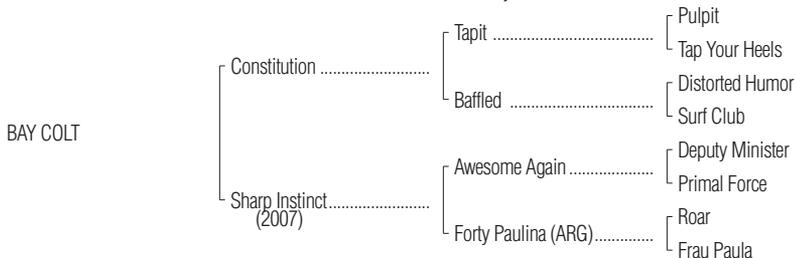 Pulpit
Tapit ......................................
Tap Your Heels
Constitution ..........................
Distorted Humor
Baffled ..................................
Surf Club
BAY COLT
Deputy Minister
Awesome Again ....................
Primal Force
Sharp Instinct........................
(2007)
Roar
Forty Paulina (ARG)..............
Frau Paula